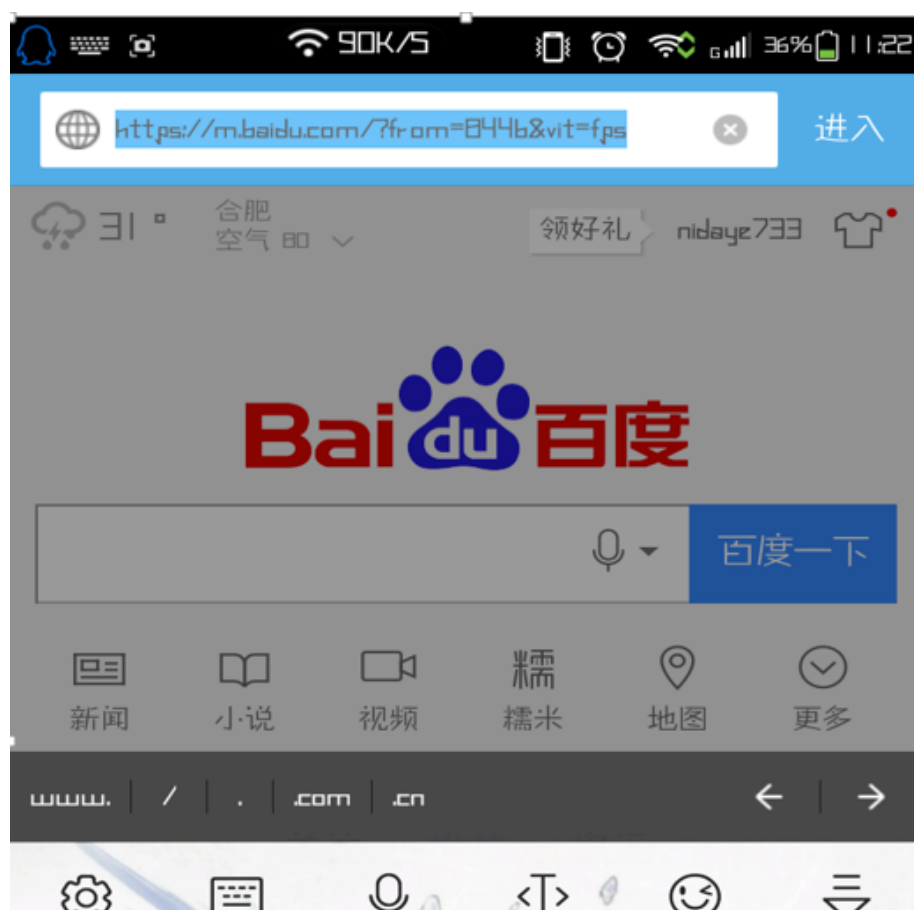 90K/S G 36% 11:22
https://m.baidu.com/?from=844b&vit=fps 进入
31° 合肥 领好礼 nidaye733
空气 80
Bai du 百度
百度一下
糯
新闻 小说 视频 糯米 地图 更多
www. / . .com .cn